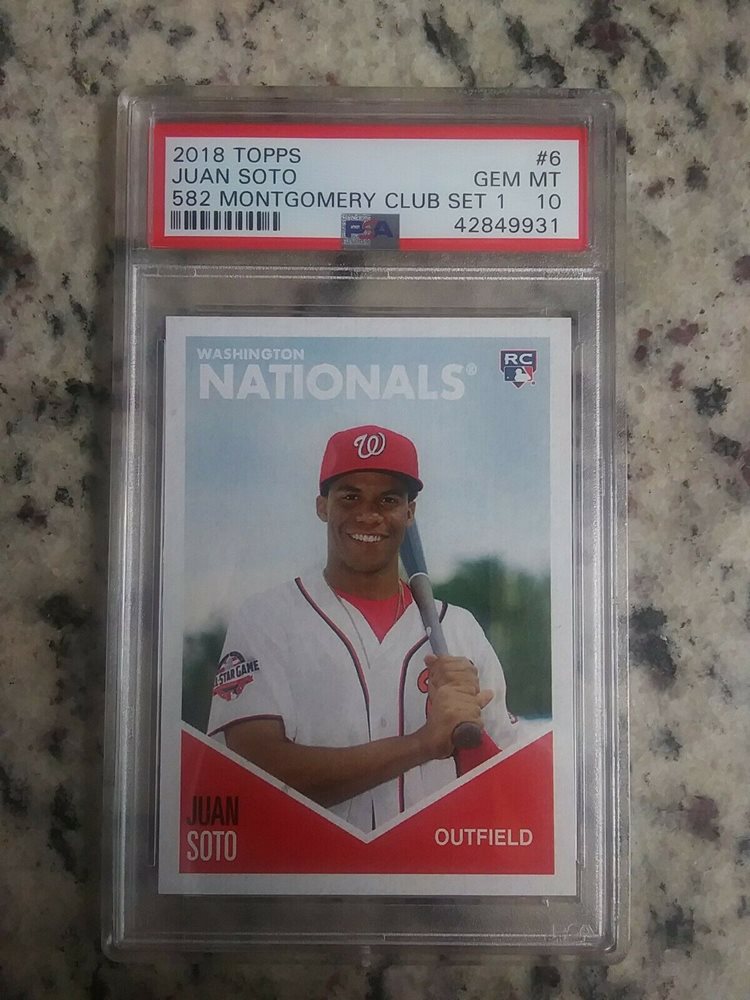 2018 TOPPS #6
JUAN SOTO GEM MT
582 MONTGOMERY CLUB SET 1 10
42849931
PSA
WASHINGTON
NATIONALS®
RC
W
ALL-STAR GAME
JUAN
SOTO
OUTFIELD